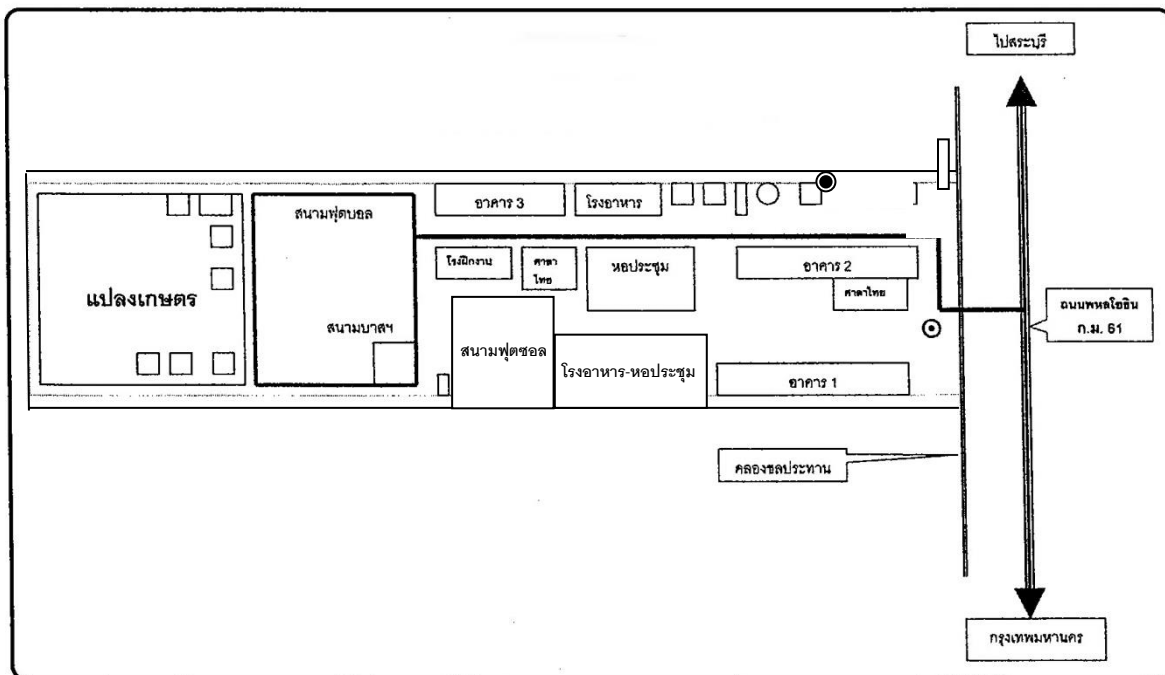 ไปสระบุรี
อาคาร 3
โรงอาหาร
สนามฟุตบอล
โรงฝึกงาน
ศาลา
ไทย
หอประชุม
อาคาร 2
ศาลาไทย
แปลงเกษตร
ถนนพหลโยธิน
ก.ม. 61
สนามบาสฯ
สนามฟุตซอล
โรงอาหาร-หอประชุม
อาคาร 1
คลองชลประทาน
กรุงเทพมหานคร